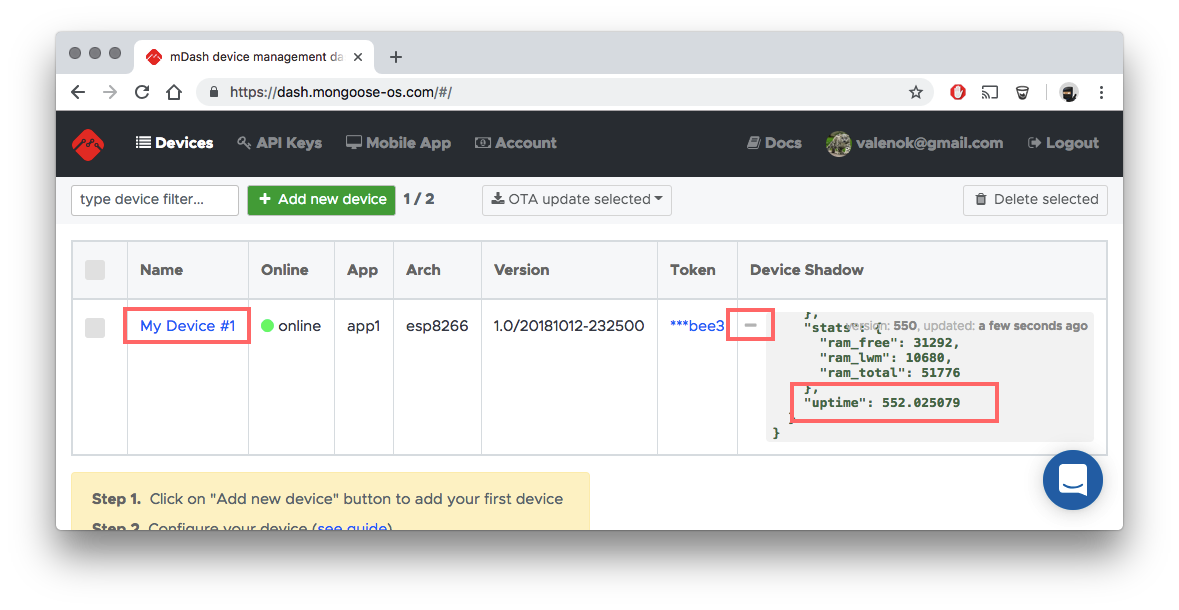 mDash device management da
https://dash.mongoose-os.com/#/
Devices API Keys Mobile App Account Docs valenok@gmail.com Logout
type device filter... + Add new device 1 / 2 OTA update selected Delete selected
Name Online App Arch Version Token Device Shadow
My Device #1 online app1 esp8266 1.0/20181012-232500 ***bee3
},
version: 550, updated: a few seconds ago
"stats": {
"ram_free": 31292,
"ram_lwm": 10680,
"ram_total": 51776
},
"uptime": 552.025079
}
}
Step 1. Click on "Add new device" button to add your first device
Step 2. Configure your device (see guide)